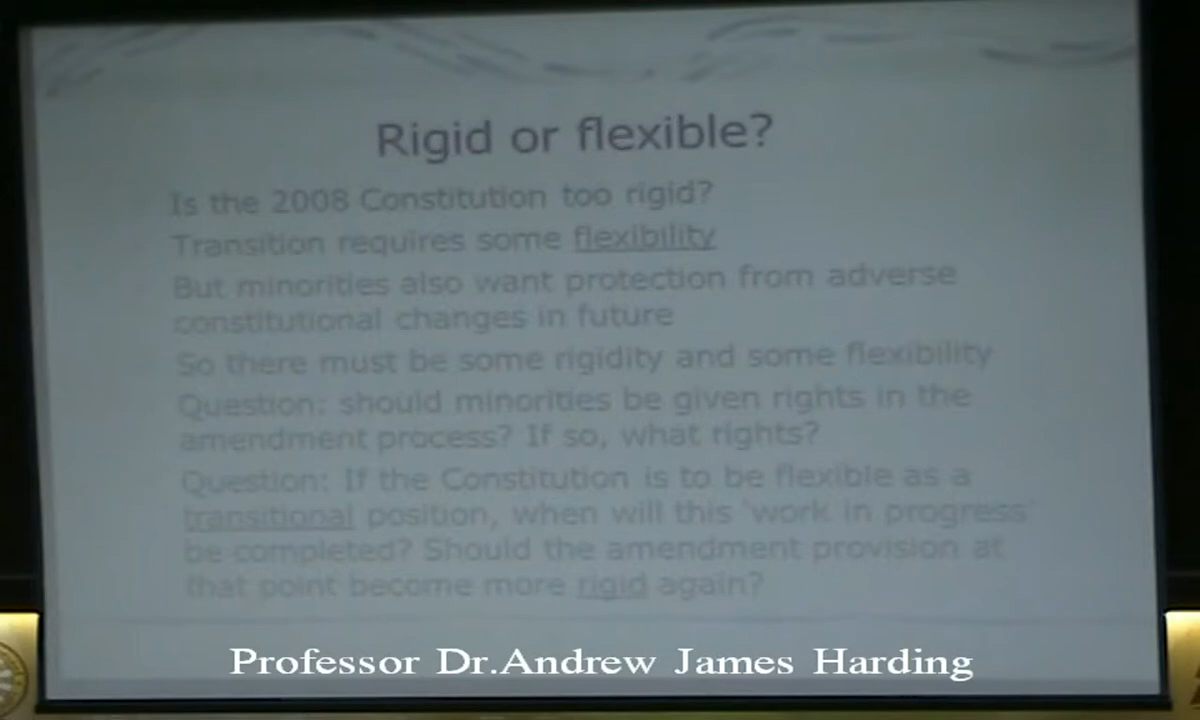 Rigid or flexible?
Is the 2008 Constitution too rigid?
Transition requires some flexibility
But minorities also want protection from adverse
constitutional changes in future
So there must be some rigidity and some flexibility
Question: should minorities be given rights in the
amendment process? If so, what rights?
Question: If the Constitution is to be flexible as a
transitional position, when will this 'work in progress'
be completed? Should the amendment provision at
that point become more rigid again?
Professor Dr.Andrew James Harding